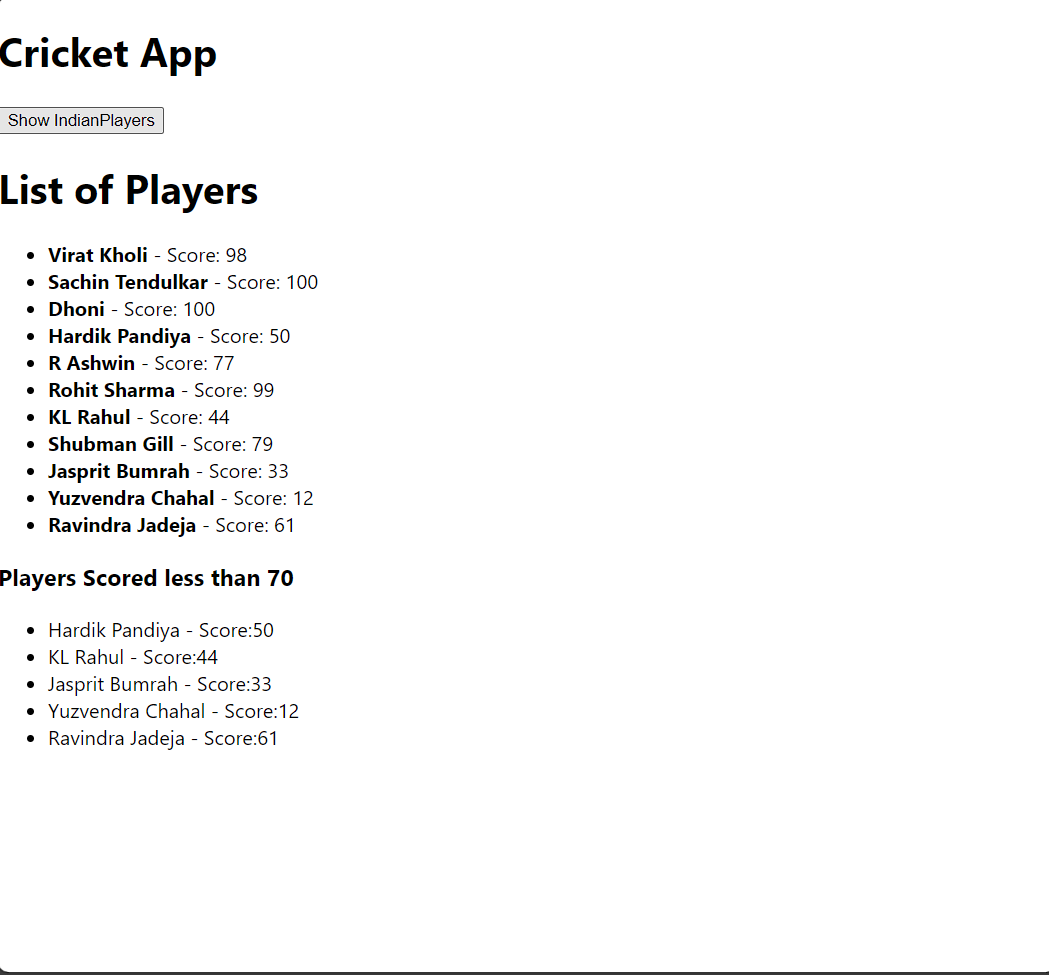 Cricket App
Show IndianPlayers
List of Players
Virat Kholi - Score: 98
Sachin Tendulkar - Score: 100
Dhoni - Score: 100
Hardik Pandiya - Score: 50
R Ashwin - Score: 77
Rohit Sharma - Score: 99
KL Rahul - Score: 44
Shubman Gill - Score: 79
Jasprit Bumrah - Score: 33
Yuzvendra Chahal - Score: 12
Ravindra Jadeja - Score: 61
Players Scored less than 70
Hardik Pandiya - Score:50
KL Rahul - Score:44
Jasprit Bumrah - Score:33
Yuzvendra Chahal - Score:12
Ravindra Jadeja - Score:61